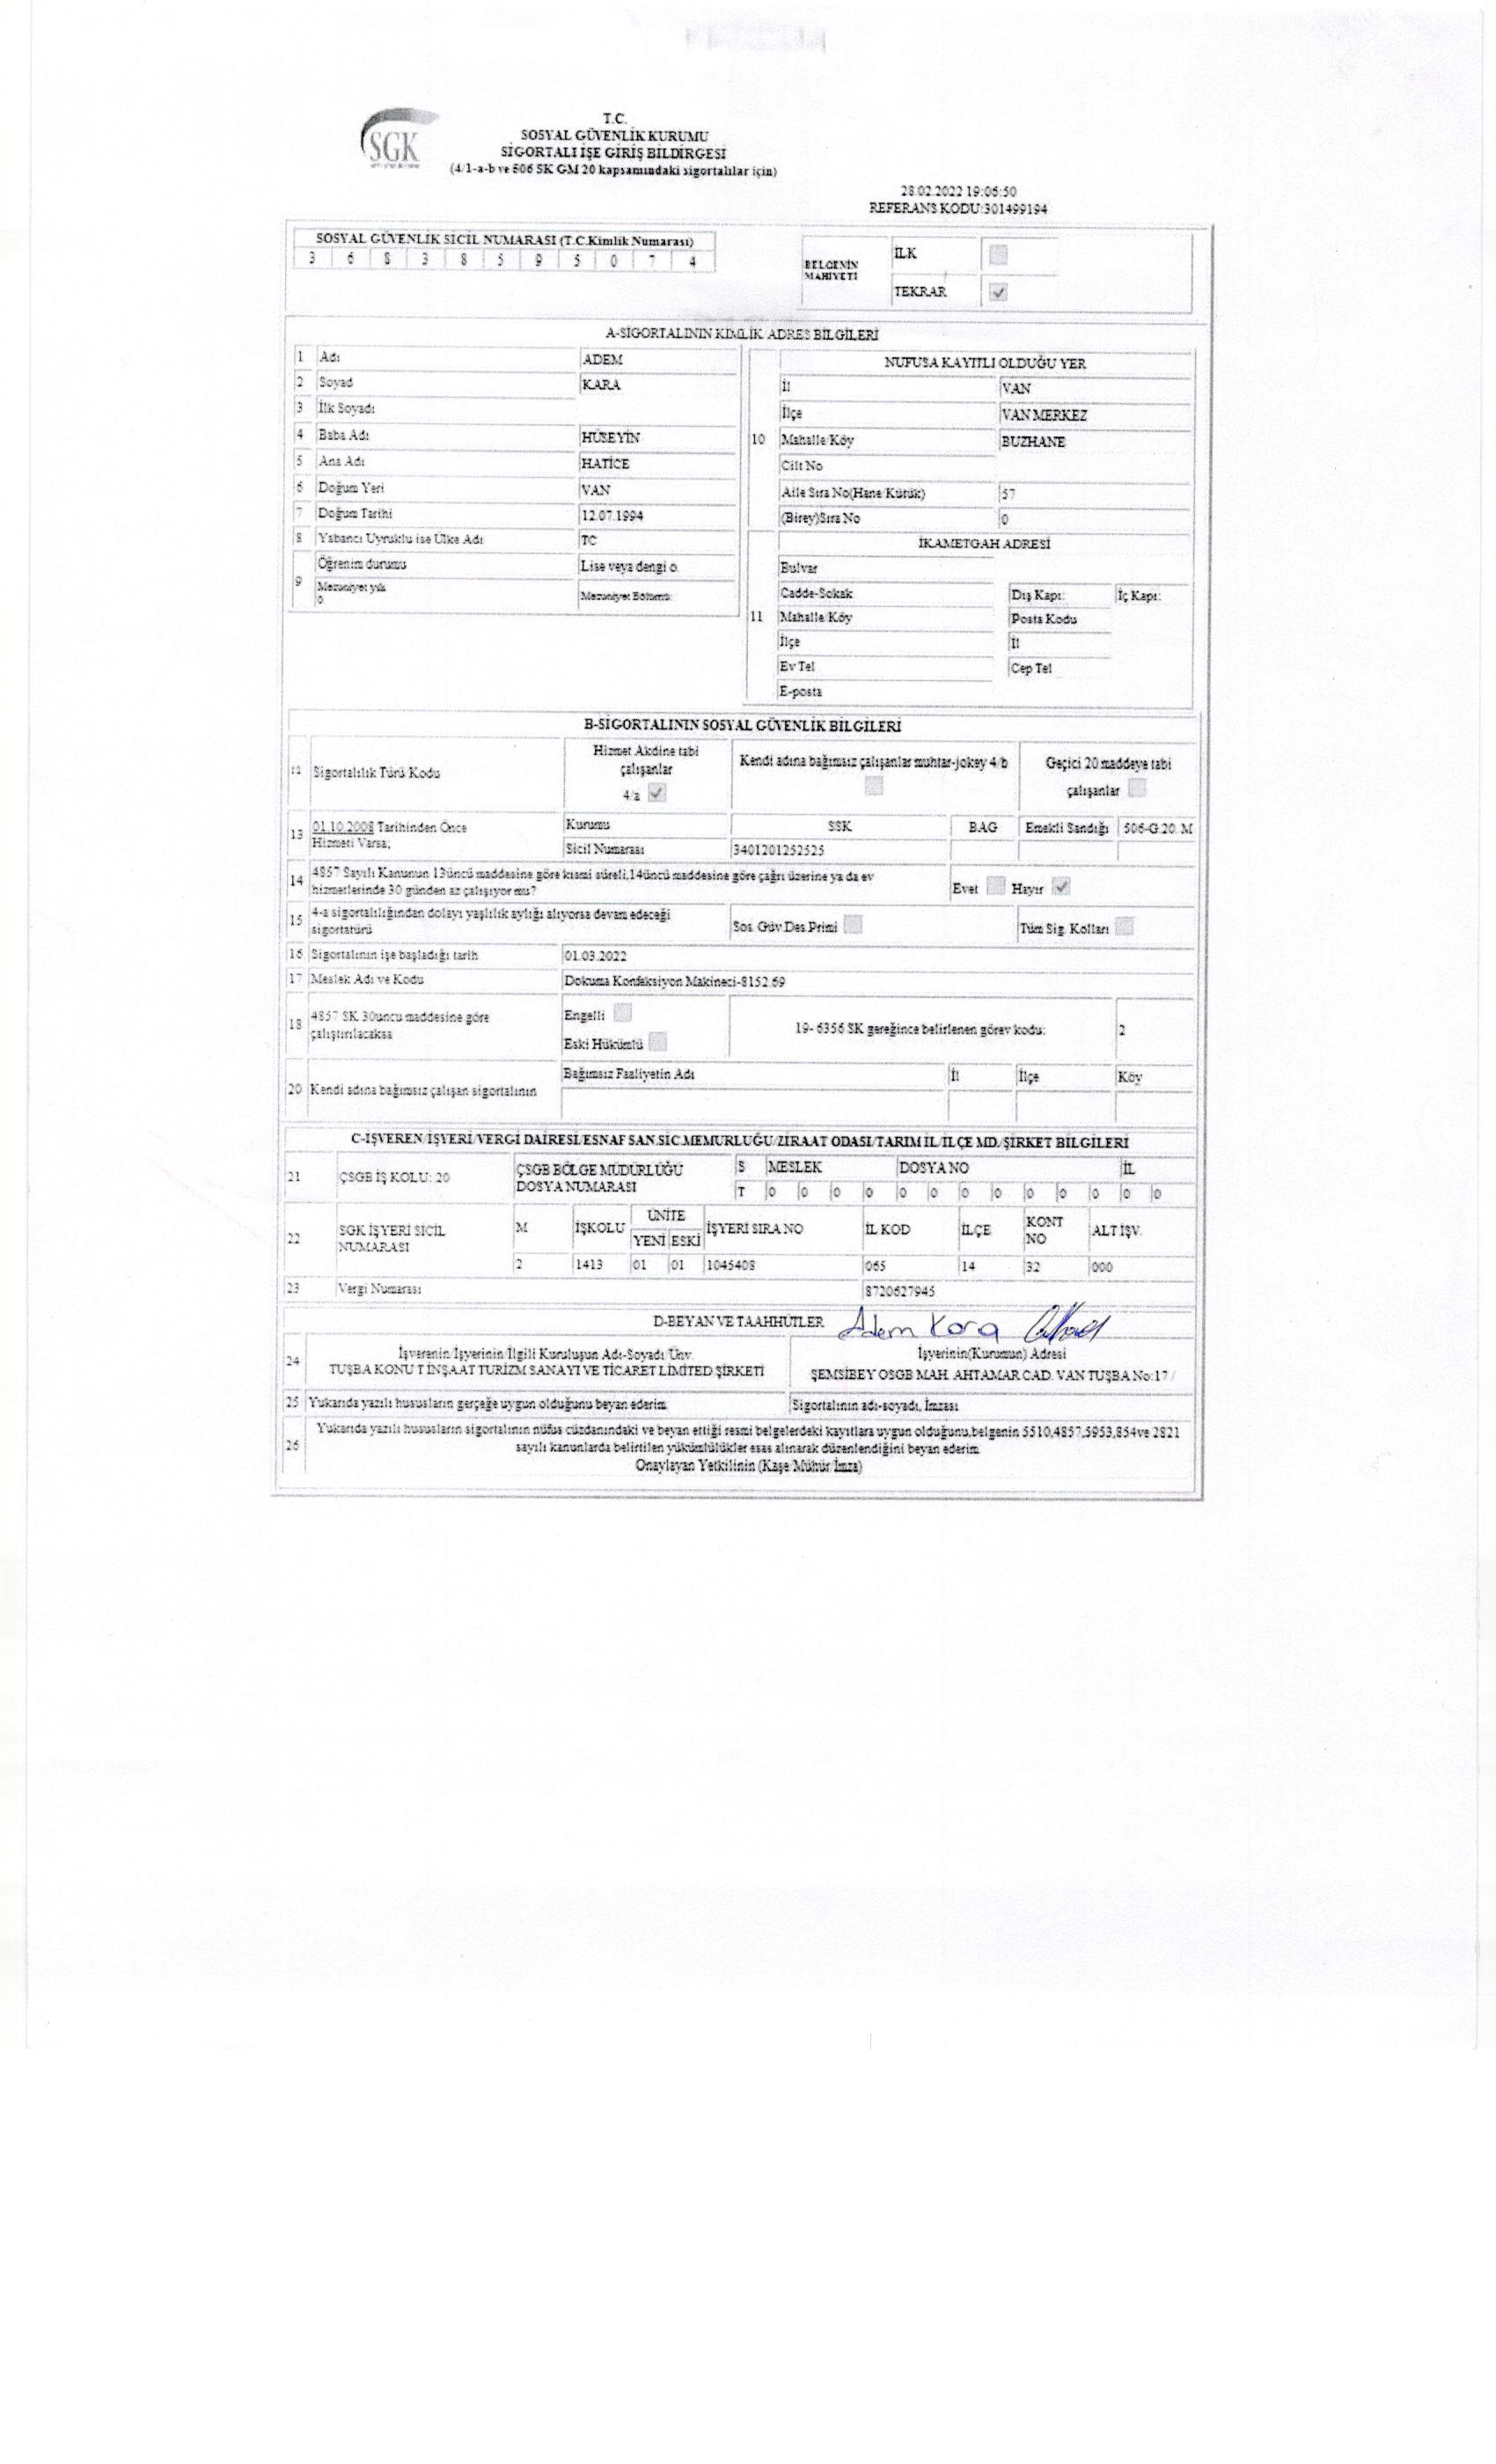 SGK
T.C.
SOSYAL GÜVENLİK KURUMU
SİGORTALI İŞE GİRİŞ BİLDİRGESİ
(4/1-a-b ve 506 SK GM 20 kapsamındaki sigortalılar için)
28.02.2022 19:06:50
REFERANS KODU:301499194
SOSYAL GÜVENLİK SİCİL NUMARASI (T.C.Kimlik Numarası)
3 6 8 3 8 5 9 5 0 7 4
BELGENİN MAHİYETİ
İLK
TEKRAR
A-SİGORTALININ KİMLİK ADRES BİLGİLERİ
1 Adı ADEM
2 Soyad KARA
3 İlk Soyadı
4 Baba Adı HÜSEYİN
5 Ana Adı HATİCE
6 Doğum Yeri VAN
7 Doğum Tarihi 12.07.1994
8 Yabancı Uyruklu ise Ülke Adı TC
9 Öğrenim durumu Lise veya dengi o.
Mezuniyet yılı Mezuniyet Bölümü:
0
10 NUFUSA KAYITLI OLDUĞU YER
İl VAN
İlçe VAN MERKEZ
Mahalle/Köy BUZHANE
Cilt No
Aile Sıra No(Hane/Kütük) 57
(Birey)Sıra No 0
11 İKAMETGAH ADRESİ
Bulvar
Cadde-Sokak Dış Kapı: İç Kapı:
Mahalle/Köy Posta Kodu
İlçe İl
Ev Tel Cep Tel
E-posta
B-SİGORTALININ SOSYAL GÜVENLİK BİLGİLERİ
12 Sigortalılık Türü Kodu
Hizmet Akdine tabi çalışanlar 4/a
Kendi adına bağımsız çalışanlar muhtar-jokey 4/b
Geçici 20 maddeye tabi çalışanlar
13 01.10.2008 Tarihinden Önce Hizmeti Varsa;
Kurumu SSK BAG Emekli Sandığı 506-G.20. M
Sicil Numarası 3401201252525
14 4857 Sayılı Kanunun 13üncü maddesine göre kısmi süreli,14üncü maddesine göre çağrı üzerine ya da ev
hizmetlerinde 30 günden az çalışıyor mu? Evet Hayır
15 4-a sigortalılığından dolayı yaşlılık aylığı alıyorsa devam edeceği
sigortatürü Sos. Güv.Des.Primi Tüm Sig. Kolları
16 Sigortalının işe başladığı tarih 01.03.2022
17 Meslek Adı ve Kodu Dokuma Konfeksiyon Makineci-8152.69
18 4857 SK 30uncu maddesine göre çalıştırılacaksa
Engelli
Eski Hükümlü
19- 6356 SK gereğince belirlenen görev kodu: 2
20 Kendi adına bağımsız çalışan sigortalının
Bağımsız Faaliyetin Adı İl İlçe Köy
C-İŞVEREN/İŞYERİ/VERGİ DAİRESİ/ESNAF SAN.SİC.MEMURLUĞU/ZİRAAT ODASI/TARIM İL/İLÇE MD./ŞİRKET BİLGİLERİ
21 ÇSGB İŞ KOLU: 20 ÇSGB BÖLGE MÜDÜRLÜĞÜ DOSYA NUMARASI
S MESLEK DOSYA NO İL
T 0 0 0 0 0 0 0 0 0 0 0 0 0
22 SGK İŞYERİ SİCİL NUMARASI
M İŞKOLU ÜNİTE YENİ ESKİ İŞYERİ SIRA NO İL KOD İLÇE KONT NO ALT İŞV.
2 1413 01 01 1045408 065 14 32 000
23 Vergi Numarası 8720627945
D-BEYAN VE TAAHHÜTLER
Adem Kara
24 İşverenin/İşyerinin/İlgili Kuruluşun Adı-Soyadı/Ünv.
TUŞBA KONUT İNŞAAT TURİZM SANAYİ VE TİCARET LİMİTED ŞİRKETİ
İşyerinin(Kurumun) Adresi
ŞEMSİBEY OSGB MAH. AHTAMAR CAD. VAN TUŞBA No:17 /
25 Yukarıda yazılı hususların gerçeğe uygun olduğunu beyan ederim. Sigortalının adı-soyadı, İmzası
26 Yukarıda yazılı hususların sigortalının nüfus cüzdanındaki ve beyan ettiği resmi belgelerdeki kayıtlara uygun olduğunu,belgenin 5510,4857,5953,854ve 2821
sayılı kanunlarda belirtilen yükümlülükler esas alınarak düzenlendiğini beyan ederim.
Onaylayan Yetkilinin (Kaşe/Mühür/İmza)